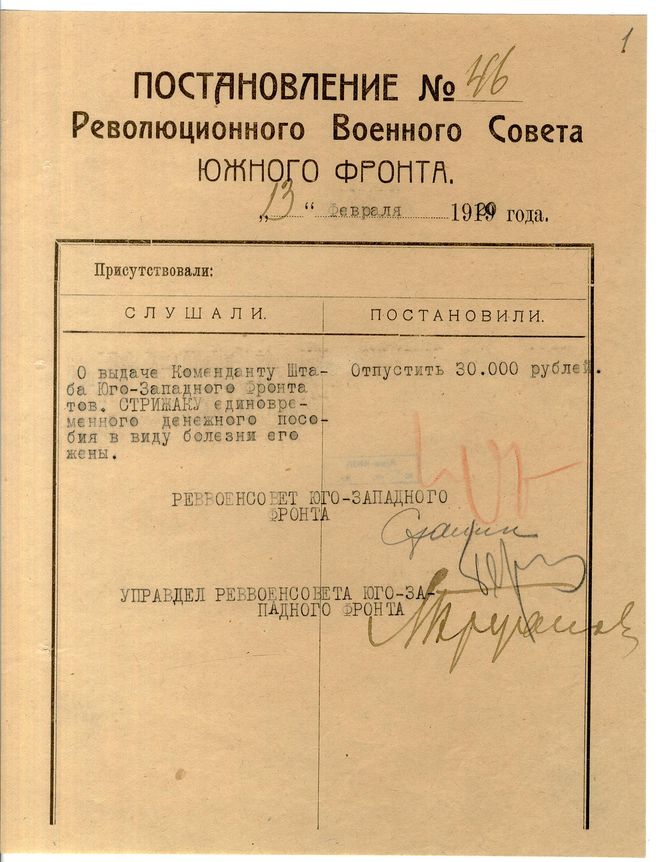 1
ПОСТАНОВЛЕНИЕ № 46
Революционного Военного Совета
ЮЖНОГО ФРОНТА.
„13“ февраля 1920 года.
Присутствовали:
СЛУШАЛИ.
ПОСТАНОВИЛИ.
О выдаче Коменданту Шта-
ба Юго-Западного Фронта
тов. СТРИЖАКУ единовре-
менного денежного посо-
бия в виду болезни его
жены.
Отпустить 30.000 рублей.
РЕВВОЕНСОВЕТ ЮГО-ЗАПАДНОГО
ФРОНТА
Сталин
УПРАВДЕЛ РЕВВОЕНСОВЕТА ЮГО-ЗА-
ПАДНОГО ФРОНТА